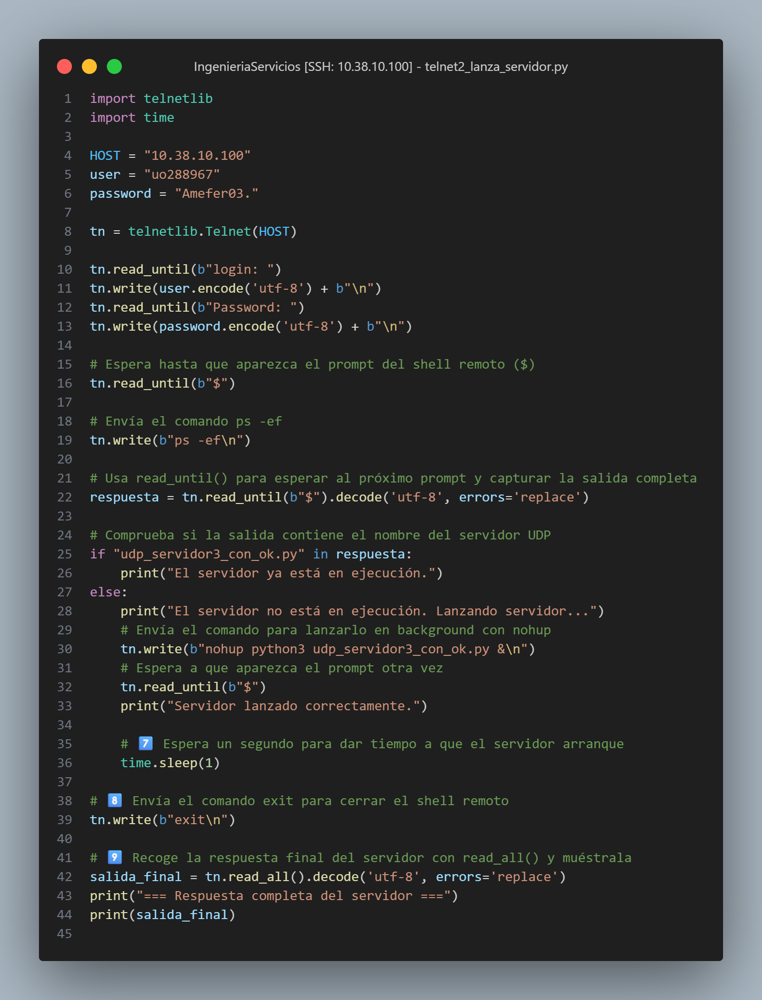 IngenieriaServicios [SSH: 10.38.10.100] - telnet2_lanza_servidor.py
1 import telnetlib
2 import time
3
4 HOST = "10.38.10.100"
5 user = "uo288967"
6 password = "Amefer03."
7
8 tn = telnetlib.Telnet(HOST)
9
10 tn.read_until(b"login: ")
11 tn.write(user.encode('utf-8') + b"\n")
12 tn.read_until(b"Password: ")
13 tn.write(password.encode('utf-8') + b"\n")
14
15 # Espera hasta que aparezca el prompt del shell remoto ($)
16 tn.read_until(b"$")
17
18 # Envía el comando ps -ef
19 tn.write(b"ps -ef\n")
20
21 # Usa read_until() para esperar al próximo prompt y capturar la salida completa
22 respuesta = tn.read_until(b"$").decode('utf-8', errors='replace')
23
24 # Comprueba si la salida contiene el nombre del servidor UDP
25 if "udp_servidor3_con_ok.py" in respuesta:
26     print("El servidor ya está en ejecución.")
27 else:
28     print("El servidor no está en ejecución. Lanzando servidor...")
29     # Envía el comando para lanzarlo en background con nohup
30     tn.write(b"nohup python3 udp_servidor3_con_ok.py &\n")
31     # Espera a que aparezca el prompt otra vez
32     tn.read_until(b"$")
33     print("Servidor lanzado correctamente.")
34
35     # 7️⃣ Espera un segundo para dar tiempo a que el servidor arranque
36     time.sleep(1)
37
38 # 8️⃣ Envía el comando exit para cerrar el shell remoto
39 tn.write(b"exit\n")
40
41 # 9️⃣ Recoge la respuesta final del servidor con read_all() y muéstrala
42 salida_final = tn.read_all().decode('utf-8', errors='replace')
43 print("=== Respuesta completa del servidor ===")
44 print(salida_final)
45